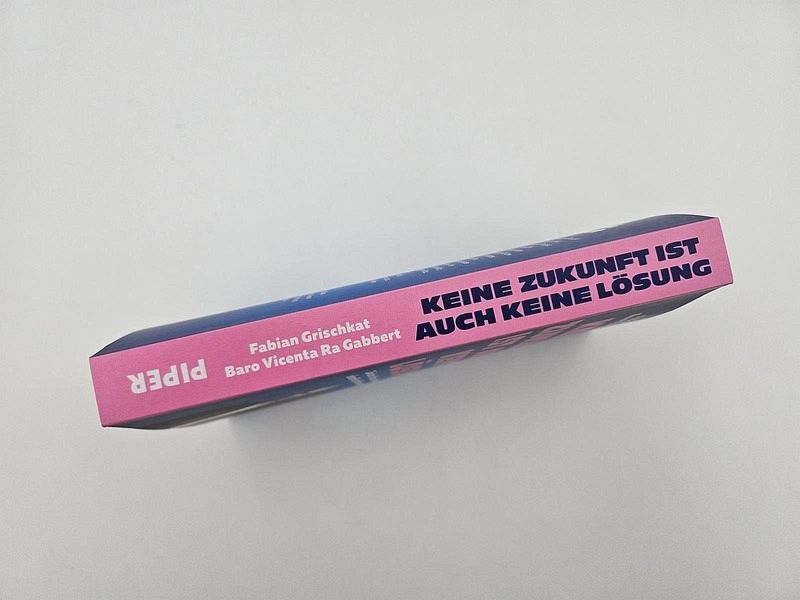 PIPER
Fabian Grischkat
Baro Vicenta Ra Gabbert
KEINE ZUKUNFT IST
AUCH KEINE LÖSUNG